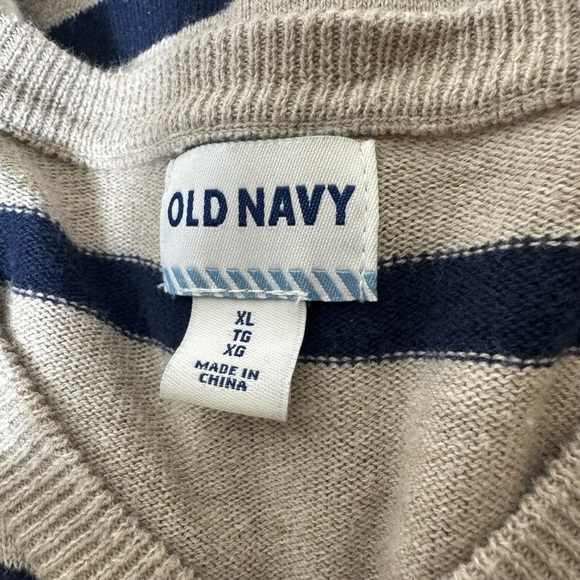 OLD NAVY
XL
TG
XG
MADE IN
CHINA